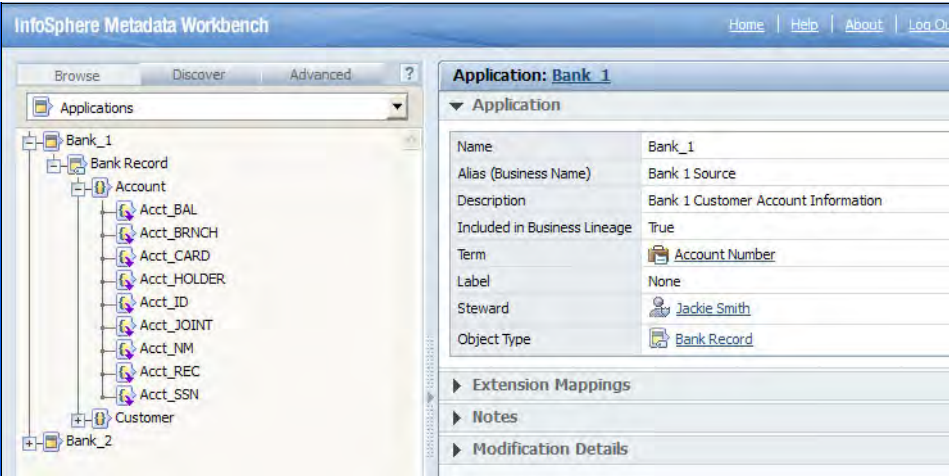 InfoSphere Metadata Workbench
Home | Help | About | Log Ou
Browse Discover Advanced ?
Applications
Bank_1
Bank Record
Account
Acct_BAL
Acct_BRNCH
Acct_CARD
Acct_HOLDER
Acct_ID
Acct_JOINT
Acct_NM
Acct_REC
Acct_SSN
Customer
Bank_2
Application: Bank_1
Application
Name Bank_1
Alias (Business Name) Bank 1 Source
Description Bank 1 Customer Account Information
Included in Business Lineage True
Term Account Number
Label None
Steward Jackie Smith
Object Type Bank Record
Extension Mappings
Notes
Modification Details